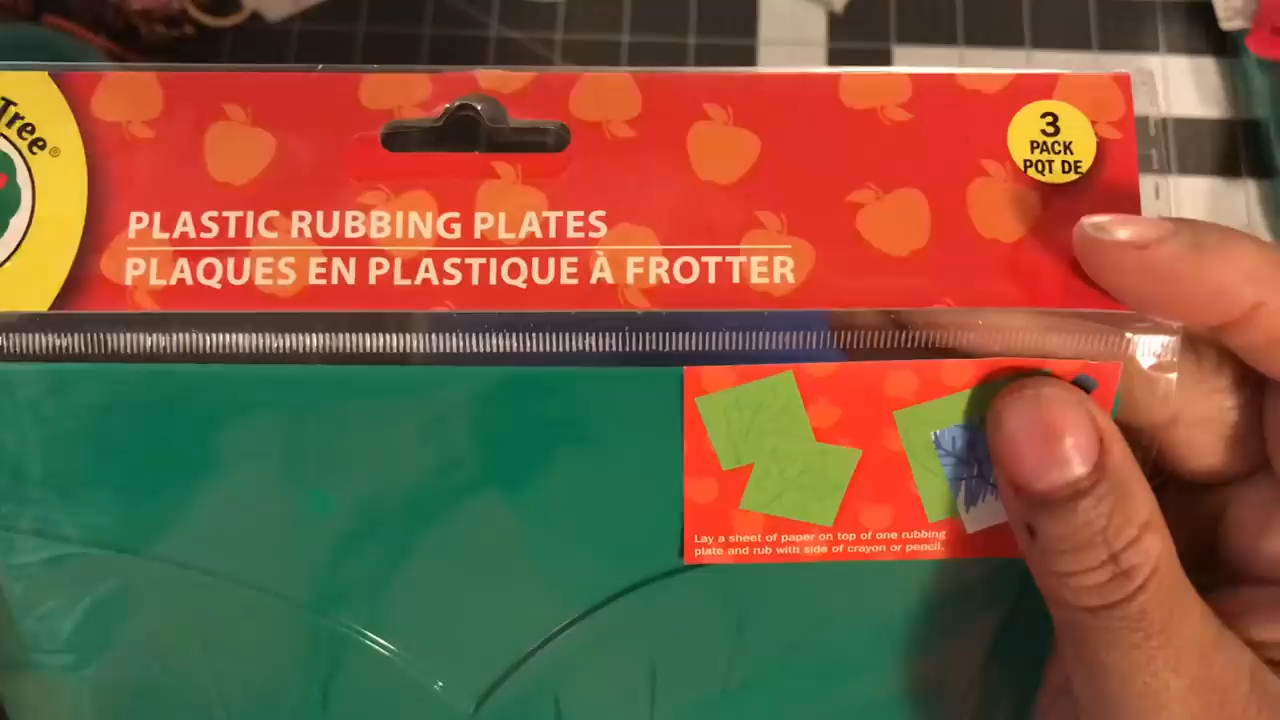 Tree®
3
PACK
PQT DE
PLASTIC RUBBING PLATES
PLAQUES EN PLASTIQUE À FROTTER
Lay a sheet of paper on top of one rubbing
plate and rub with side of crayon or pencil.